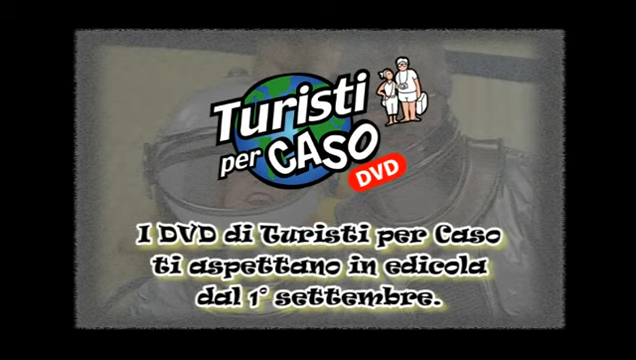 Turisti
per CASO
DVD
I DVD di Turisti per Caso
ti aspettano in edicola
dal 1° settembre.